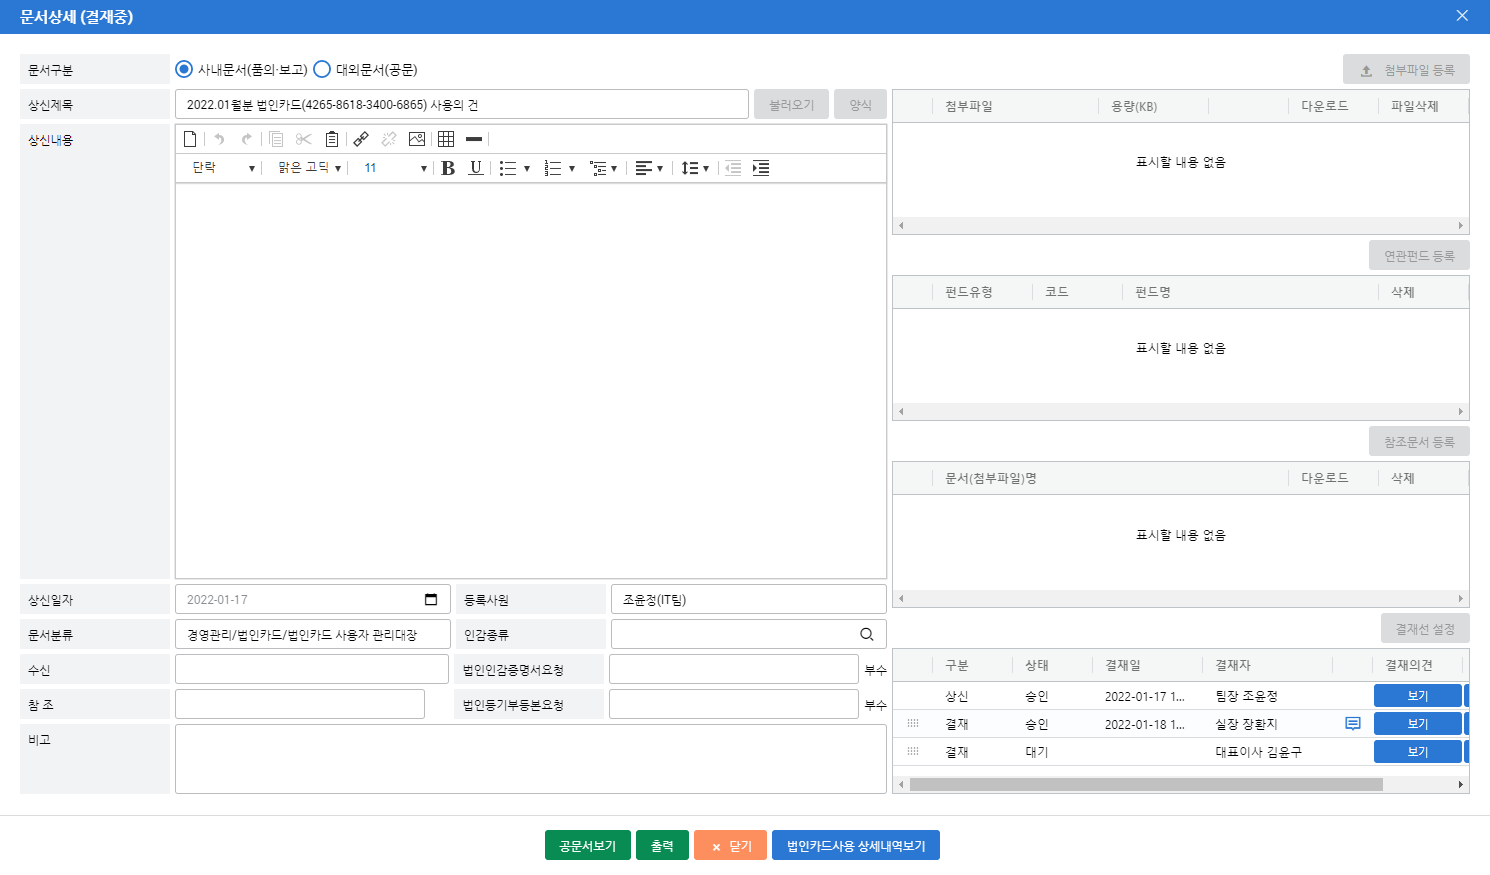 문서상세 (결재중)
문서구분
사내문서(품의·보고)
대외문서(공문)
첨부파일 등록
상신제목
2022.01월분 법인카드(4265-8618-3400-6865) 사용의 건
불러오기
양식
첨부파일
용량(KB)
다운로드
파일삭제
표시할 내용 없음
상신내용
단락
맑은 고딕
11
B
U
연관펀드 등록
펀드유형
코드
펀드명
삭제
표시할 내용 없음
참조문서 등록
문서(첨부파일)명
다운로드
삭제
표시할 내용 없음
상신일자
2022-01-17
등록사원
조윤정(IT팀)
문서분류
경영관리/법인카드/법인카드 사용자 관리대장
인감종류
수신
법인인감증명서요청
부수
참 조
법인등기부등본요청
부수
비고
결재선 설정
구분
상태
결재일
결재자
결재의견
상신
승인
2022-01-17 1...
팀장 조윤정
보기
결재
승인
2022-01-18 1...
실장 장환지
보기
결재
대기
대표이사 김윤구
보기
공문서보기
출력
× 닫기
법인카드사용 상세내역보기